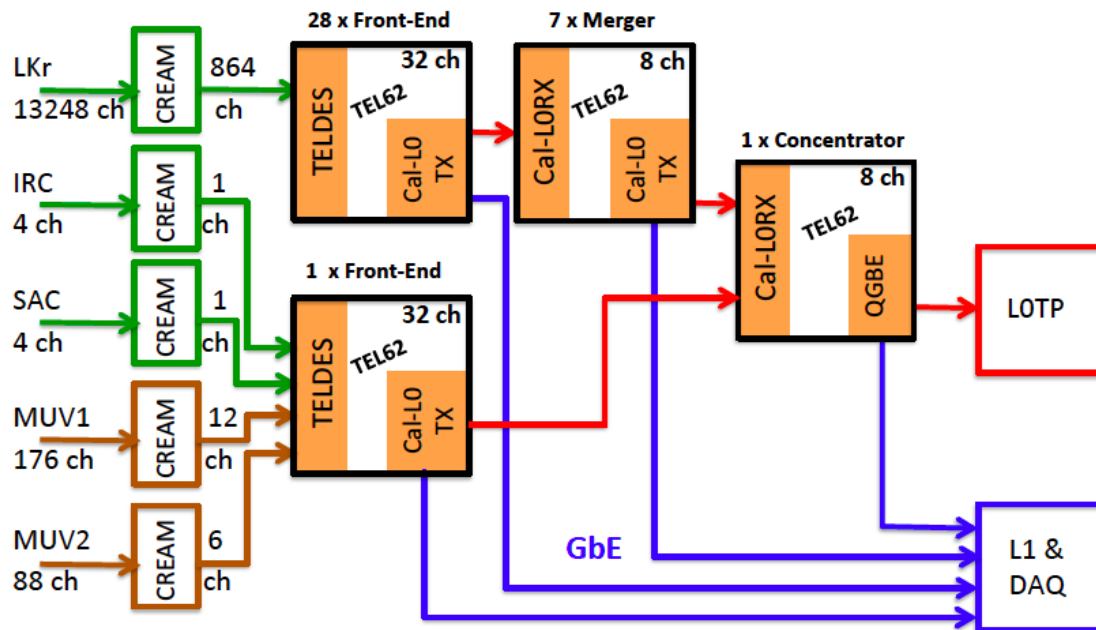 28 x Front-End
7 x Merger
LKr
13248 ch
CREAM
864
ch
TELDES
TEL62
32 ch
Cal-L0
TX
Cal-L0RX
TEL62
8 ch
Cal-L0
TX
1 x Concentrator
IRC
4 ch
CREAM
1
ch
Cal-L0RX
TEL62
8 ch
QGBE
L0TP
SAC
4 ch
CREAM
1
ch
1 x Front-End
TELDES
TEL62
32 ch
Cal-L0
TX
MUV1
176 ch
CREAM
12
ch
MUV2
88 ch
CREAM
6
ch
GbE
L1 &
DAQ